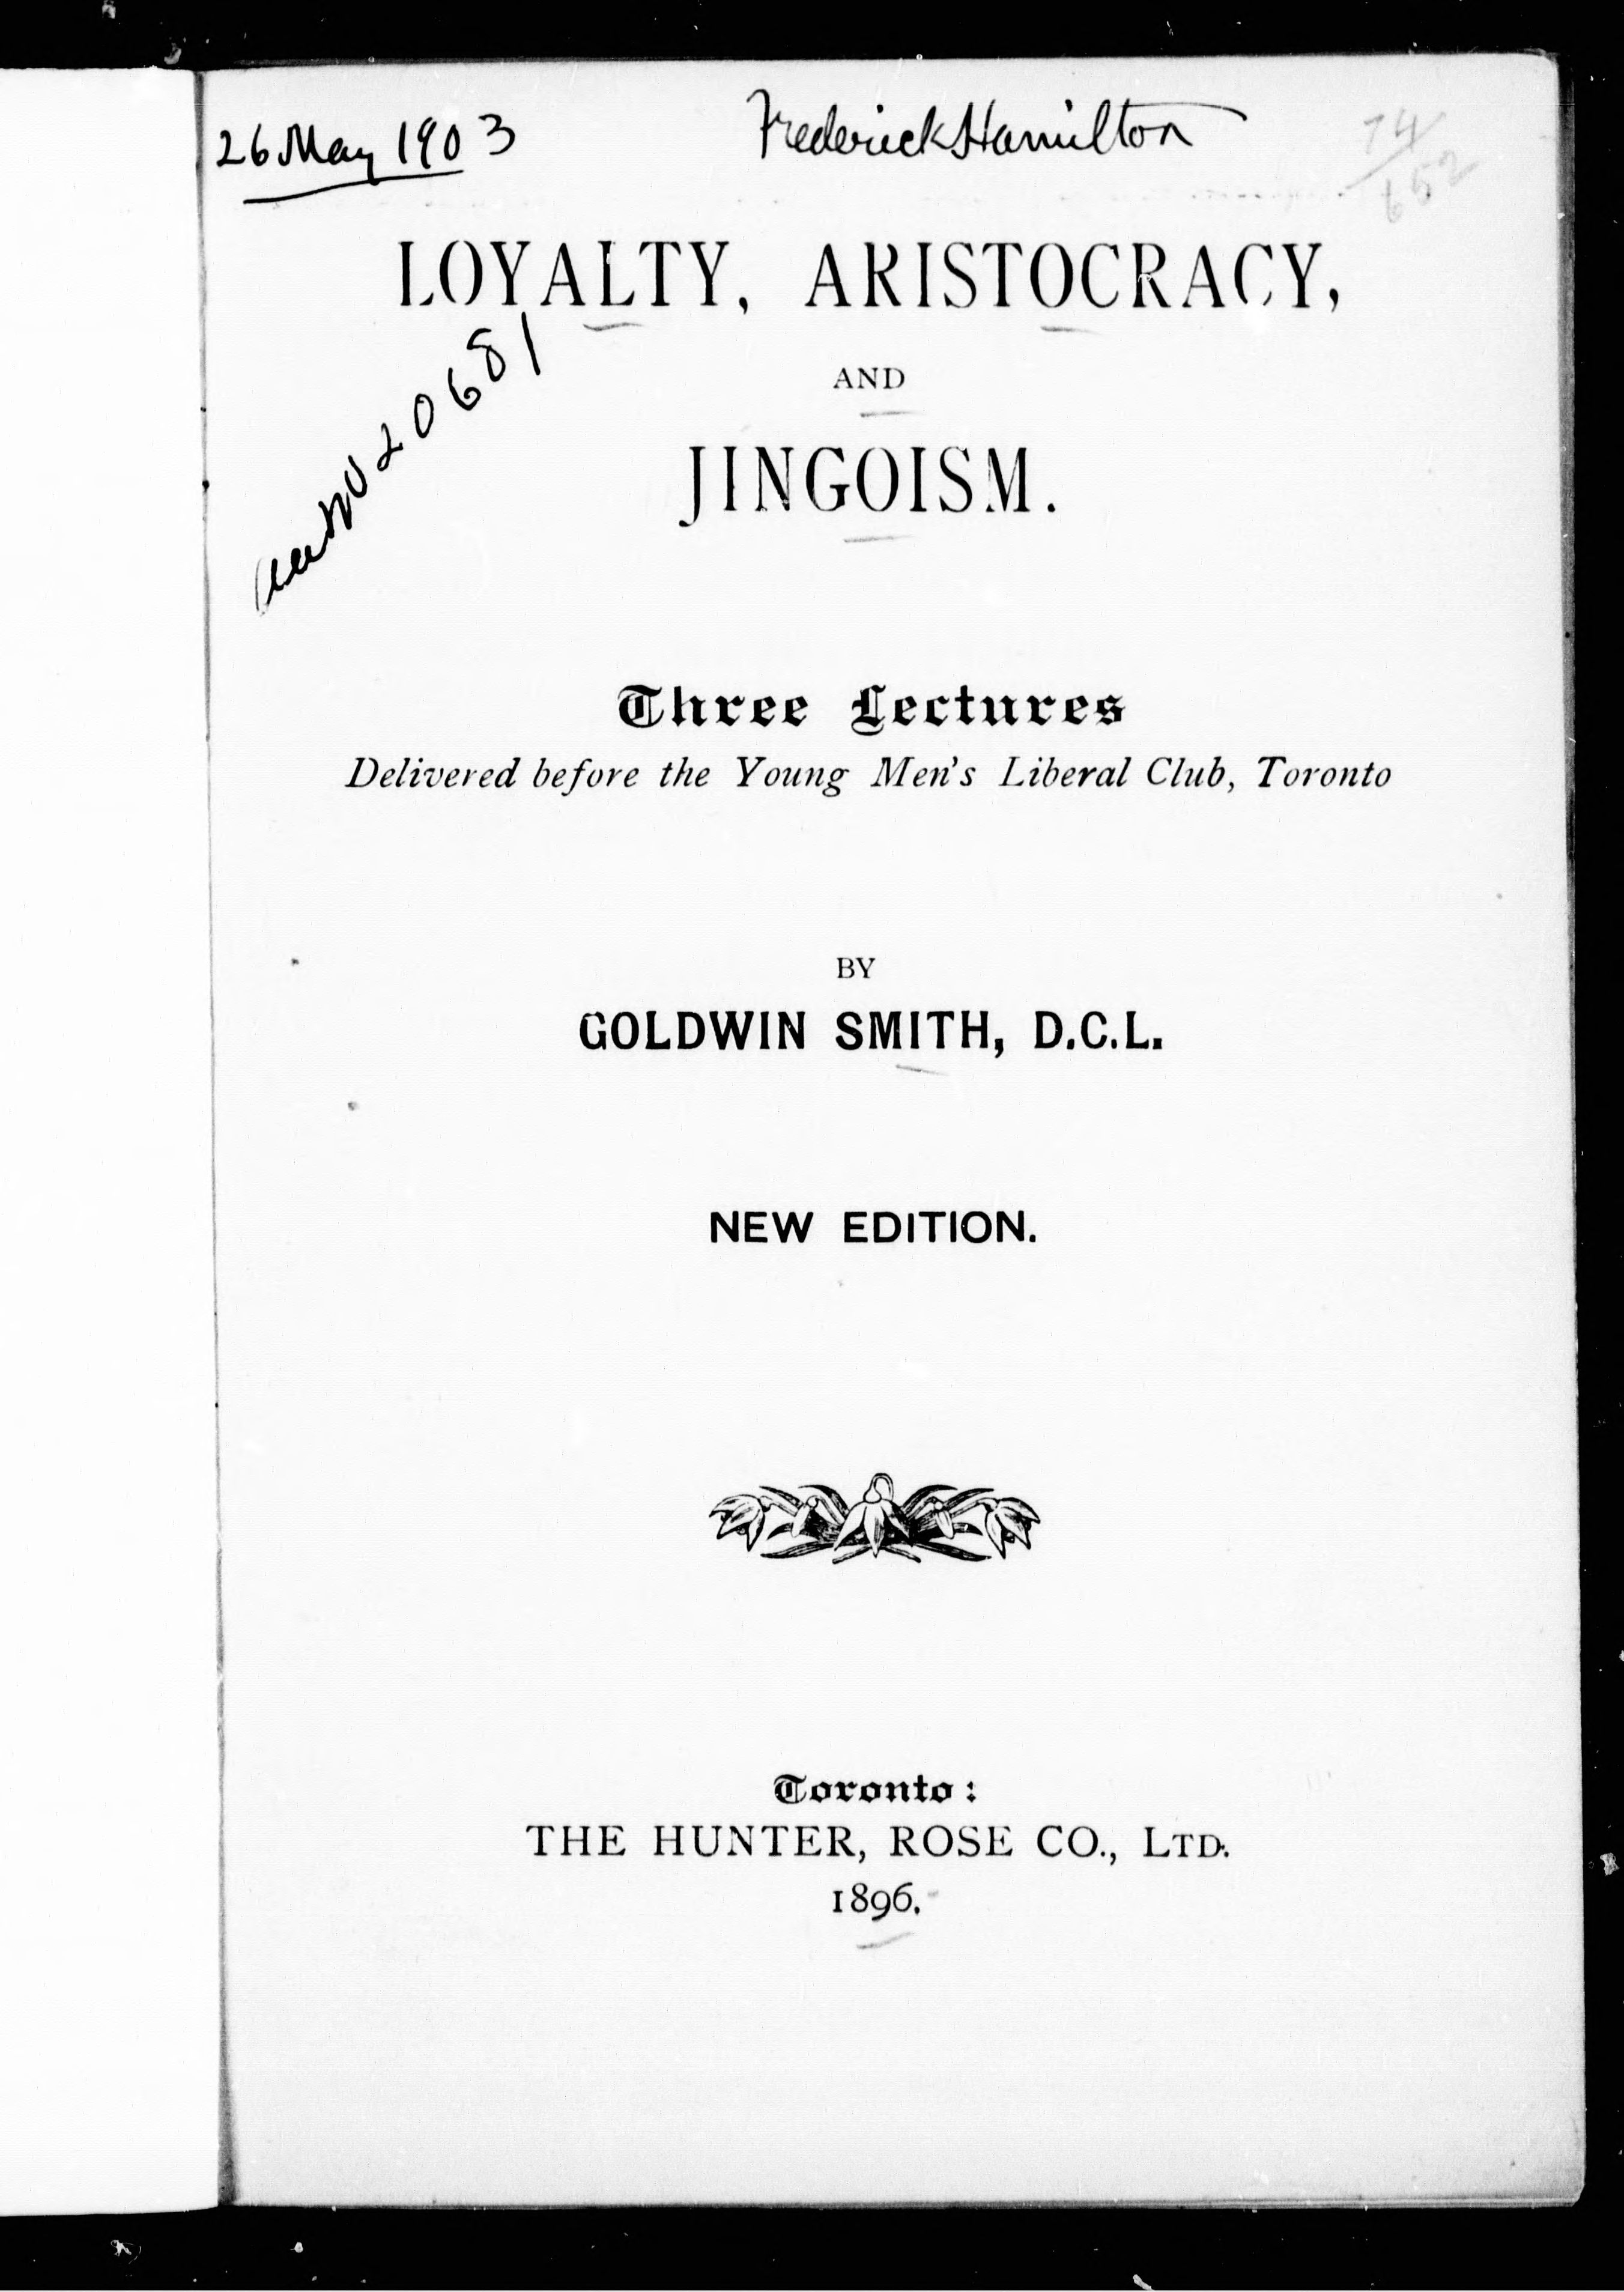 26 May 1903
Frederick Hamilton
74
652
LOYALTY, ARISTOCRACY,
AND
JINGOISM.
020681
Three Lectures
Delivered before the Young Men's Liberal Club, Toronto
BY
GOLDWIN SMITH, D.C.L.
NEW EDITION.
Toronto:
THE HUNTER, ROSE CO., LTD.
1896.